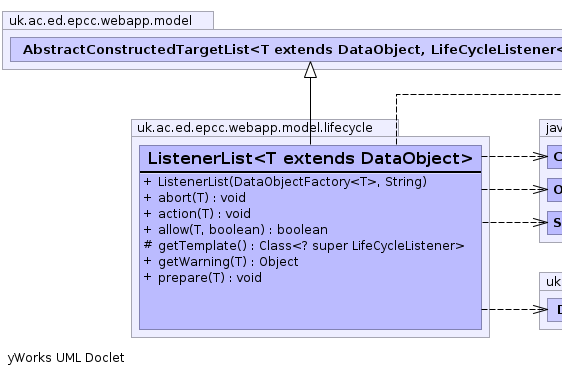 uk.ac.ed.epcc.webapp.model
AbstractConstructedTargetList<T extends DataObject, LifeCycleListener<
uk.ac.ed.epcc.webapp.model.lifecycle
jav
ListenerList<T extends DataObject>
C
+ ListenerList(DataObjectFactory<T>, String)
O
+ abort(T) : void
+ action(T) : void
S
+ allow(T, boolean) : boolean
# getTemplate() : Class<? super LifeCycleListener>
+ getWarning(T) : Object
+ prepare(T) : void
uk
D
yWorks UML Doclet